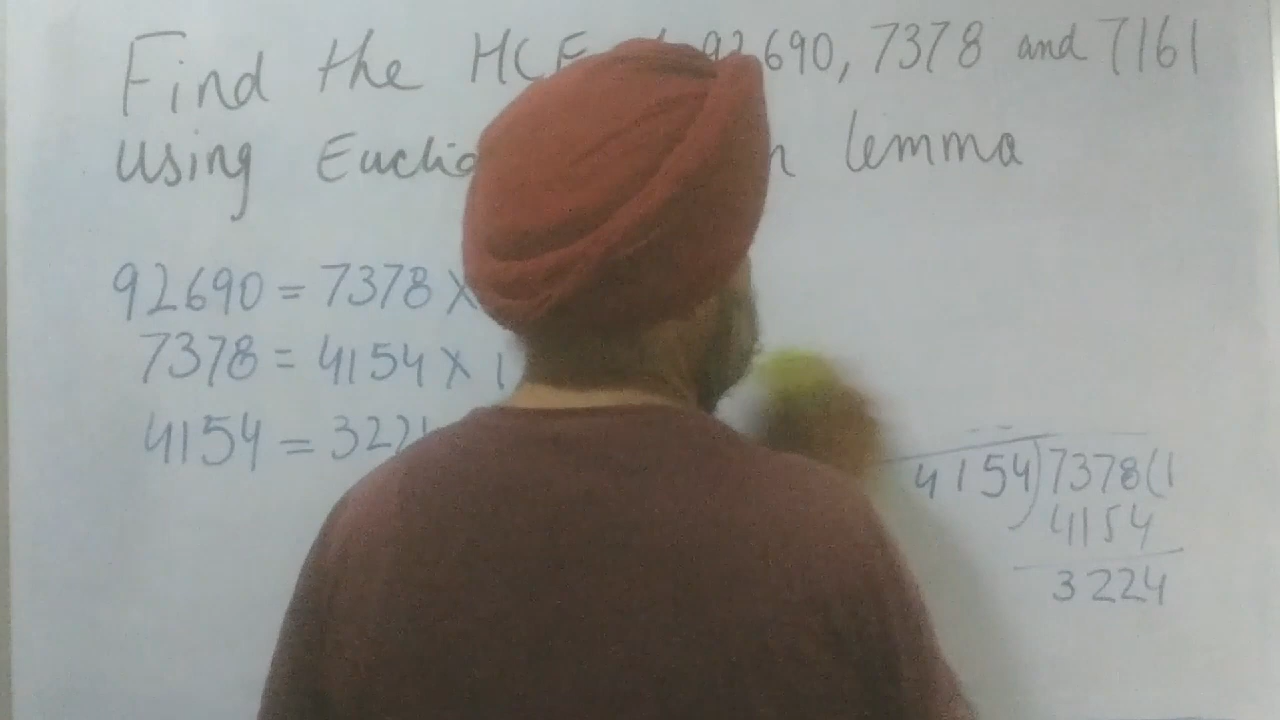 Find the HCF 92690, 7378 and 7161
using lemma
92690 = 7378 ×
7378 = 4154 × 1
4154 = 322
4154)7378(1
4154
3224